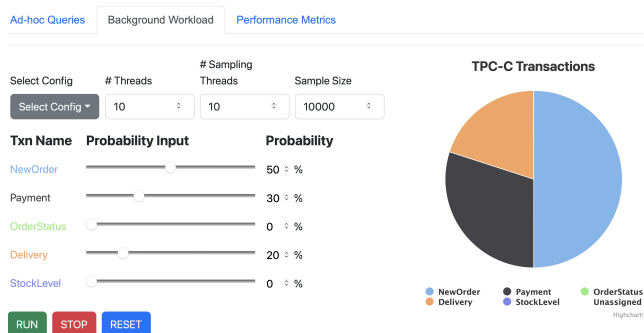 Ad-hoc Queries Background Workload Performance Metrics
Select Config # Threads # Sampling Threads Sample Size
Select Config 10 10 10000
Txn Name Probability Input Probability
NewOrder 50 %
Payment 30 %
OrderStatus 0 %
Delivery 20 %
StockLevel 0 %
RUN STOP RESET
TPC-C Transactions
NewOrder Payment OrderStatus
Delivery StockLevel Unassigned